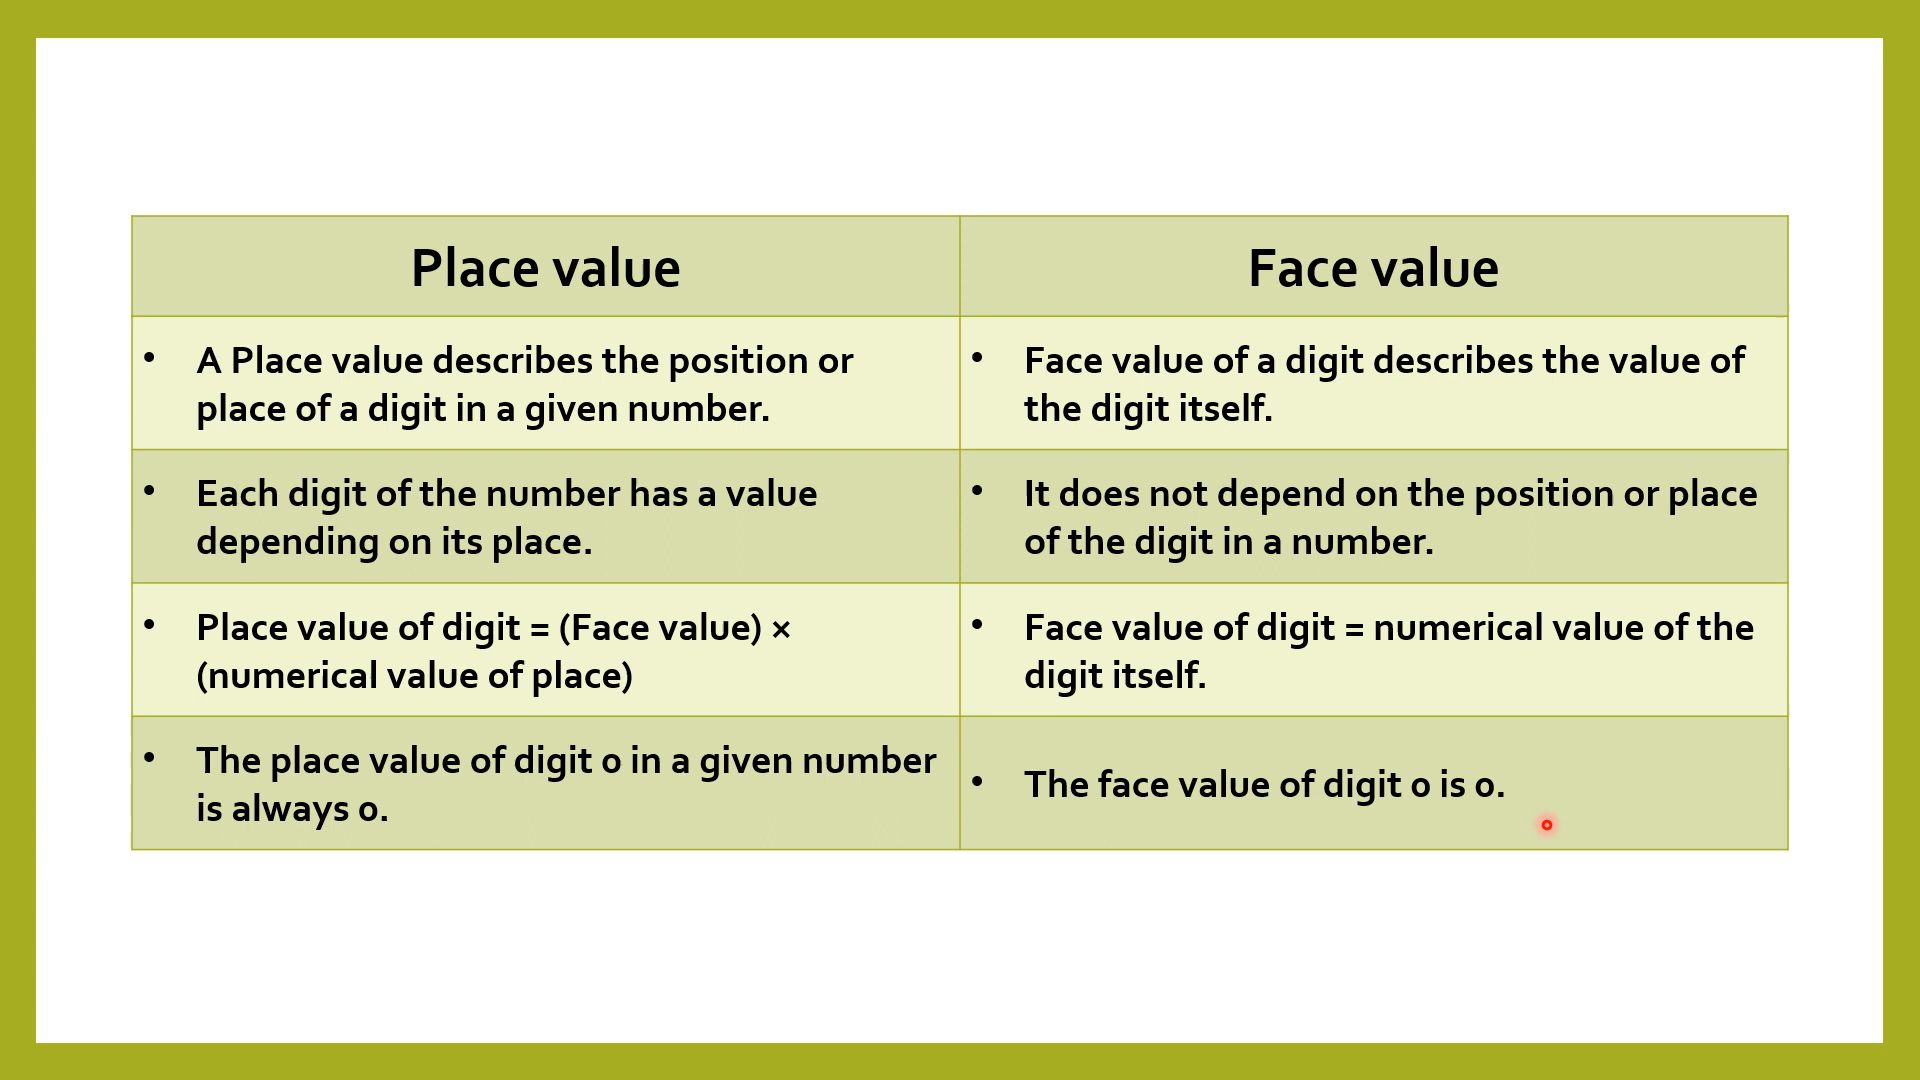 Place value
Face value
• A Place value describes the position or
place of a digit in a given number.
• Face value of a digit describes the value of
the digit itself.
• Each digit of the number has a value
depending on its place.
• It does not depend on the position or place
of the digit in a number.
• Place value of digit = (Face value) ×
(numerical value of place)
• Face value of digit = numerical value of the
digit itself.
• The place value of digit 0 in a given number
is always 0.
• The face value of digit 0 is 0.